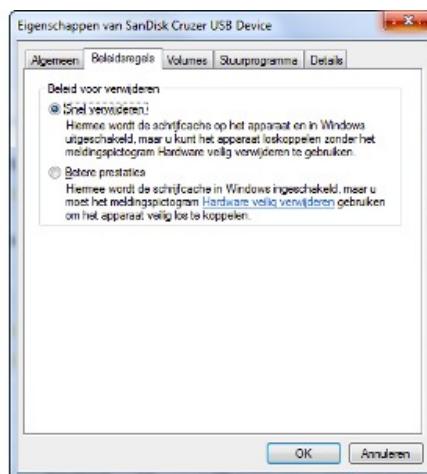 Eigenschappen van SanDisk Cruzer USB Device
Algemeen Beleidsregels Volumes Stuurprogramma Details
Beleid voor verwijderen
Snel verwijderen
Hiermee wordt de schrijfcache op het apparaat en in Windows
uitgeschakeld, maar u kunt het apparaat loskoppelen zonder het
meldingspictogram Hardware veilig verwijderen te gebruiken.
Betere prestaties
Hiermee wordt de schrijfcache in Windows ingeschakeld, maar u
moet het meldingspictogram Hardware veilig verwijderen gebruiken
om het apparaat veilig los te koppelen.
OK Annuleren